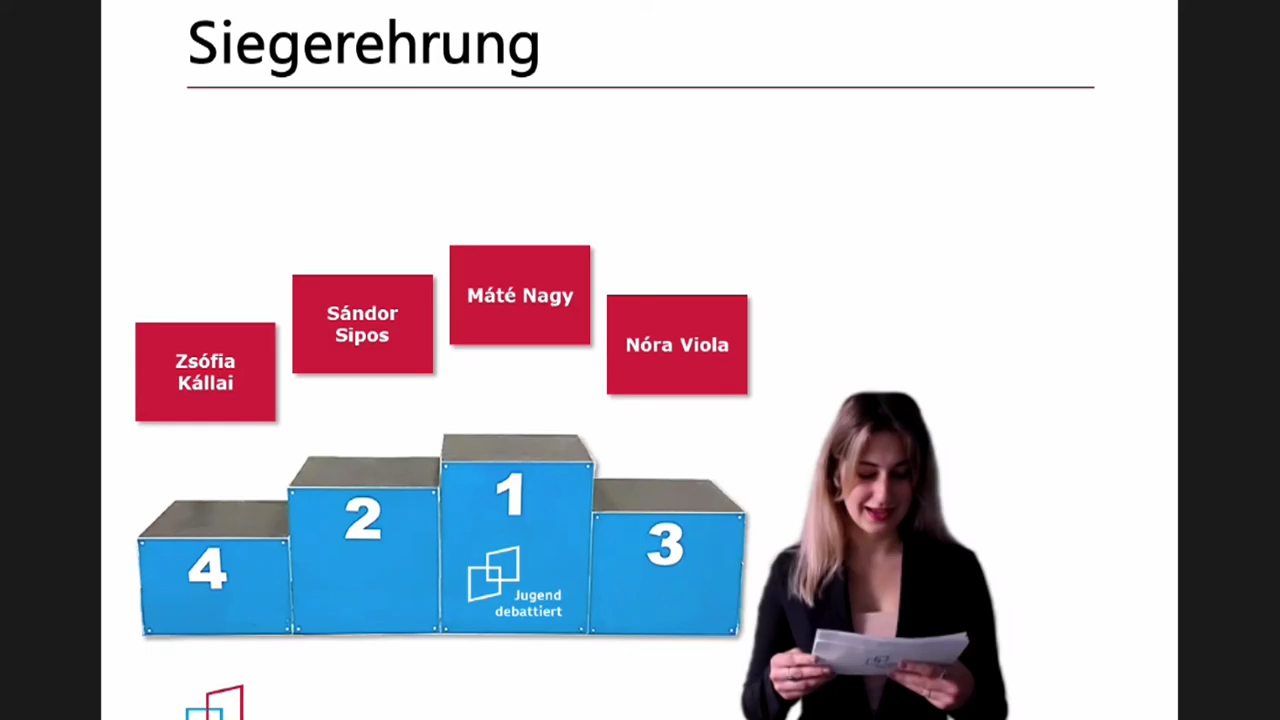 Siegerehrung
Zsófia
Kállai
Sándor
Sipos
Máté Nagy
Nóra Viola
4
2
1
3
Jugend
debattiert